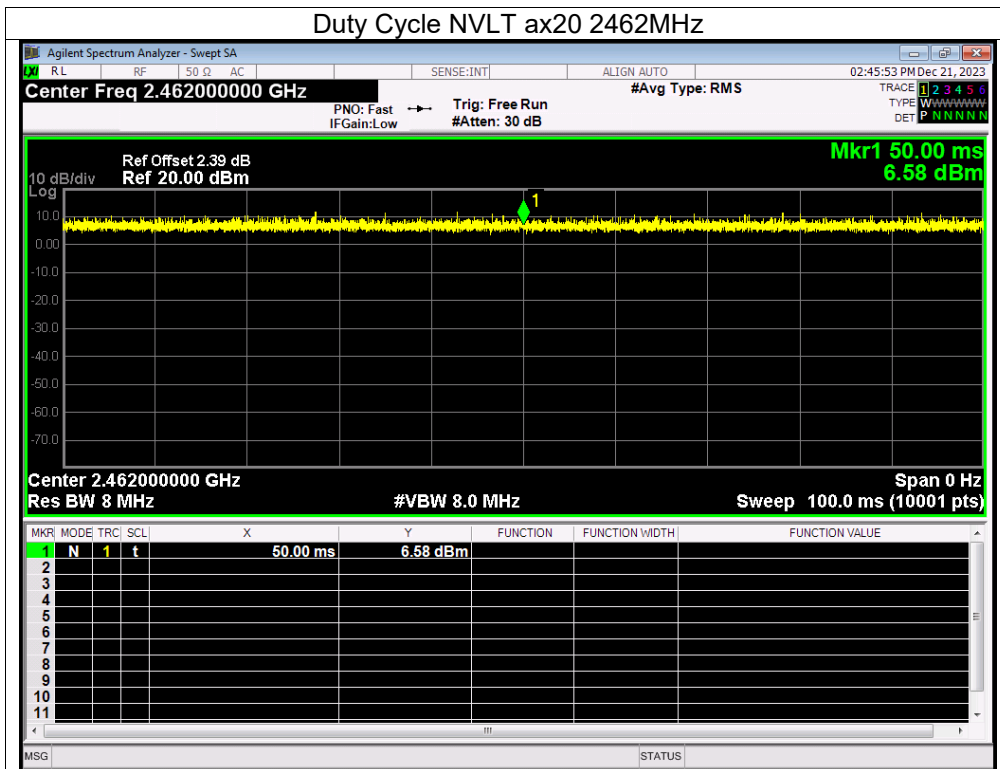 Duty Cycle NVLT ax20 2462MHz
Agilent Spectrum Analyzer - Swept SA
LXI RL RF 50 Ω AC SENSE:INT ALIGN AUTO 02:45:53 PM Dec 21, 2023
Center Freq 2.462000000 GHz #Avg Type: RMS TRACE 1 2 3 4 5 6
PNO: Fast Trig: Free Run TYPE WWWWWW
IFGain:Low #Atten: 30 dB DET P N N N N N
Mkr1 50.00 ms
Ref Offset 2.39 dB
10 dB/div Ref 20.00 dBm 6.58 dBm
Log
1
10.0
0.00
-10.0
-20.0
-30.0
-40.0
-50.0
-60.0
-70.0
Center 2.462000000 GHz Span 0 Hz
Res BW 8 MHz #VBW 8.0 MHz Sweep 100.0 ms (10001 pts)
MKR MODE TRC SCL X Y FUNCTION FUNCTION WIDTH FUNCTION VALUE
1 N 1 t 50.00 ms 6.58 dBm
2
3
4
5
6
7
8
9
10
11
MSG STATUS